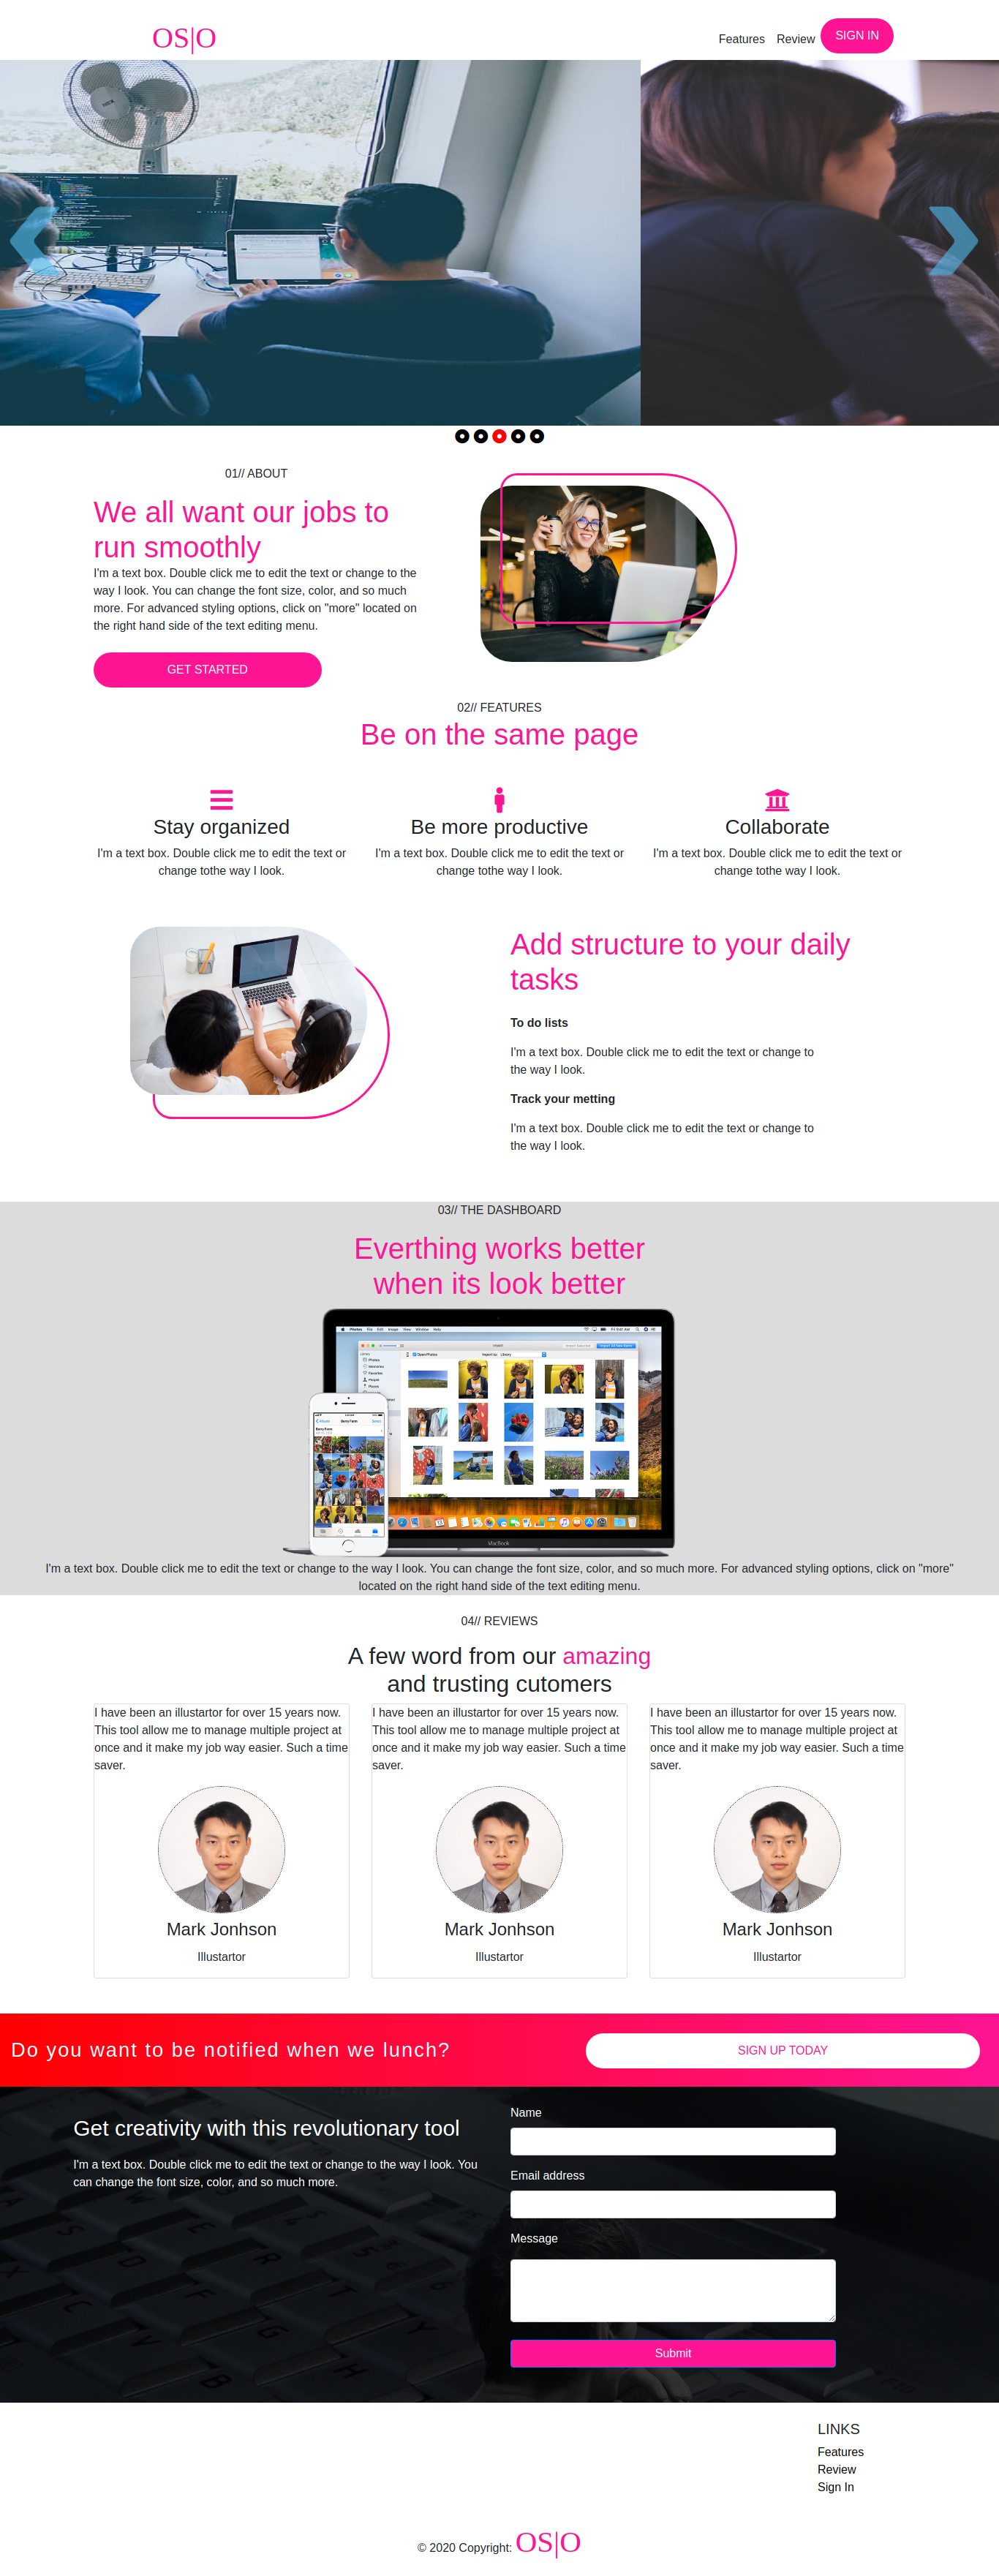 OS|O
Features Review SIGN IN
01// ABOUT
We all want our jobs to
run smoothly
I'm a text box. Double click me to edit the text or change to the
way I look. You can change the font size, color, and so much
more. For advanced styling options, click on "more" located on
the right hand side of the text editing menu.
GET STARTED
02// FEATURES
Be on the same page
Stay organized
I'm a text box. Double click me to edit the text or
change tothe way I look.
Be more productive
I'm a text box. Double click me to edit the text or
change tothe way I look.
Collaborate
I'm a text box. Double click me to edit the text or
change tothe way I look.
Add structure to your daily
tasks
To do lists
I'm a text box. Double click me to edit the text or change to
the way I look.
Track your metting
I'm a text box. Double click me to edit the text or change to
the way I look.
03// THE DASHBOARD
Everthing works better
when its look better
MacBook
I'm a text box. Double click me to edit the text or change to the way I look. You can change the font size, color, and so much more. For advanced styling options, click on "more"
located on the right hand side of the text editing menu.
04// REVIEWS
A few word from our amazing
and trusting cutomers
I have been an illustartor for over 15 years now.
This tool allow me to manage multiple project at
once and it make my job way easier. Such a time
saver.
Mark Jonhson
Illustartor
I have been an illustartor for over 15 years now.
This tool allow me to manage multiple project at
once and it make my job way easier. Such a time
saver.
Mark Jonhson
Illustartor
I have been an illustartor for over 15 years now.
This tool allow me to manage multiple project at
once and it make my job way easier. Such a time
saver.
Mark Jonhson
Illustartor
Do you want to be notified when we lunch?
SIGN UP TODAY
Get creativity with this revolutionary tool
I'm a text box. Double click me to edit the text or change to the way I look. You
can change the font size, color, and so much more.
Name
Email address
Message
Submit
LINKS
Features
Review
Sign In
© 2020 Copyright: OS|O